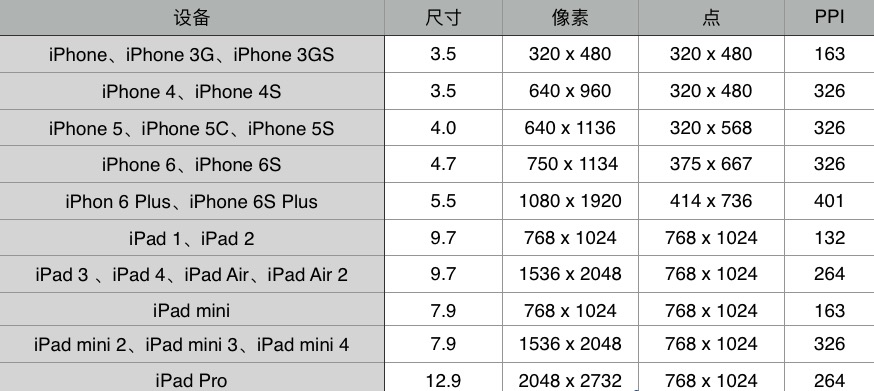 设备 尺寸 像素 点 PPI
iPhone、iPhone 3G、iPhone 3GS 3.5 320 x 480 320 x 480 163
iPhone 4、iPhone 4S 3.5 640 x 960 320 x 480 326
iPhone 5、iPhone 5C、iPhone 5S 4.0 640 x 1136 320 x 568 326
iPhone 6、iPhone 6S 4.7 750 x 1134 375 x 667 326
iPhon 6 Plus、iPhone 6S Plus 5.5 1080 x 1920 414 x 736 401
iPad 1、iPad 2 9.7 768 x 1024 768 x 1024 132
iPad 3 、iPad 4、iPad Air、iPad Air 2 9.7 1536 x 2048 768 x 1024 264
iPad mini 7.9 768 x 1024 768 x 1024 163
iPad mini 2、iPad mini 3、iPad mini 4 7.9 1536 x 2048 768 x 1024 326
iPad Pro 12.9 2048 x 2732 768 x 1024 264